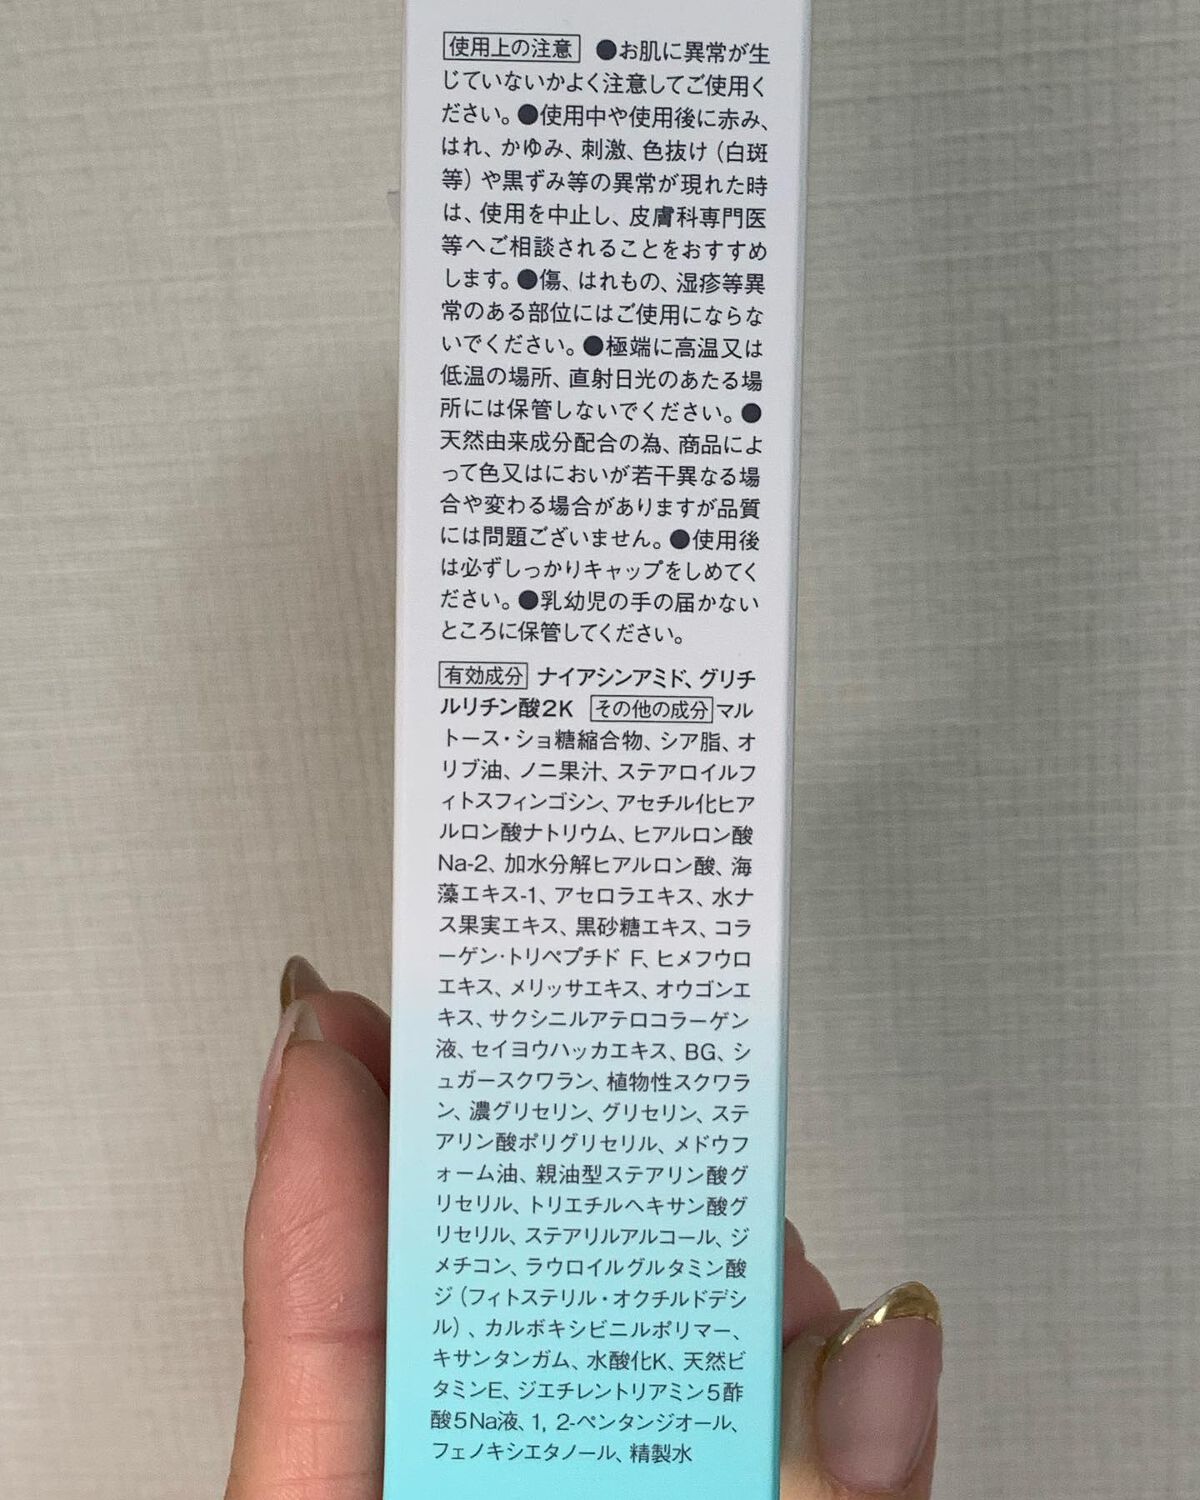 使用上の注意 ●お肌に異常が生
じていないかよく注意してご使用く
ださい。●使用中や使用後に赤み、
はれ、かゆみ、刺激、色抜け（白斑
等）や黒ずみ等の異常が現れた時
は、使用を中止し、皮膚科専門医
等へご相談されることをおすすめ
します。●傷、はれもの、湿疹等異
常のある部位にはご使用にならな
いでください。●極端に高温又は
低温の場所、直射日光のあたる場
所には保管しないでください。●
天然由来成分配合の為、商品によ
って色又はにおいが若干異なる場
合や変わる場合がありますが品質
には問題ございません。●使用後
は必ずしっかりキャップをしめてく
ださい。●乳幼児の手の届かない
ところに保管してください。
有効成分 ナイアシンアミド、グリチ
ルリチン酸2K その他の成分 マル
トース・ショ糖縮合物、シア脂、オ
リブ油、ノニ果汁、ステアロイルフ
ィトスフィンゴシン、アセチル化ヒア
ルロン酸ナトリウム、ヒアルロン酸
Na-2、加水分解ヒアルロン酸、海
藻エキス-1、アセロラエキス、水ナ
ス果実エキス、黒砂糖エキス、コラ
ーゲン・トリペプチド F、ヒメフウロ
エキス、メリッサエキス、オウゴンエ
キス、サクシニルアテロコラーゲン
液、セイヨウハッカエキス、BG、シ
ュガースクワラン、植物性スクワラ
ン、濃グリセリン、グリセリン、ステ
アリン酸ポリグリセリル、メドウフ
ォーム油、親油型ステアリン酸グ
リセリル、トリエチルヘキサン酸グ
リセリル、ステアリルアルコール、ジ
メチコン、ラウロイルグルタミン酸
ジ（フィトステリル・オクチルドデシ
ル）、カルボキシビニルポリマー、
キサンタンガム、水酸化K、天然ビ
タミンE、ジエチレントリアミン5酢
酸5Na液、1, 2-ペンタンジオール、
フェノキシエタノール、精製水